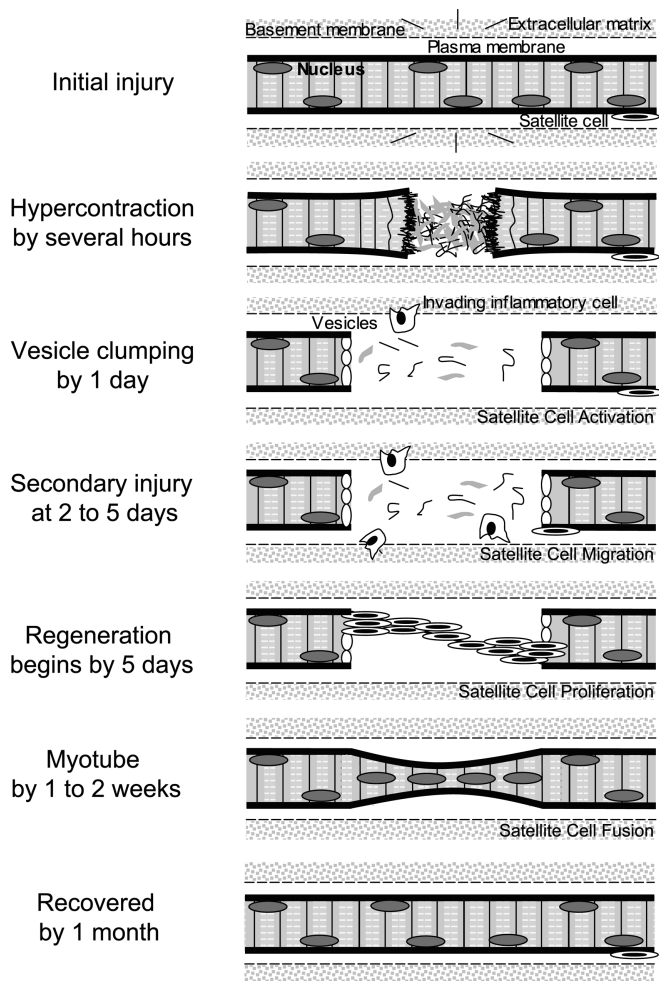 Basement membrane
Extracellular matrix
Plasma membrane
Initial injury
Nucleus
Satellite cell
Hypercontraction
by several hours
Invading inflammatory cell
Vesicles
Vesicle clumping
by 1 day
Satellite Cell Activation
Secondary injury
at 2 to 5 days
Satellite Cell Migration
Regeneration
begins by 5 days
Satellite Cell Proliferation
Myotube
by 1 to 2 weeks
Satellite Cell Fusion
Recovered
by 1 month